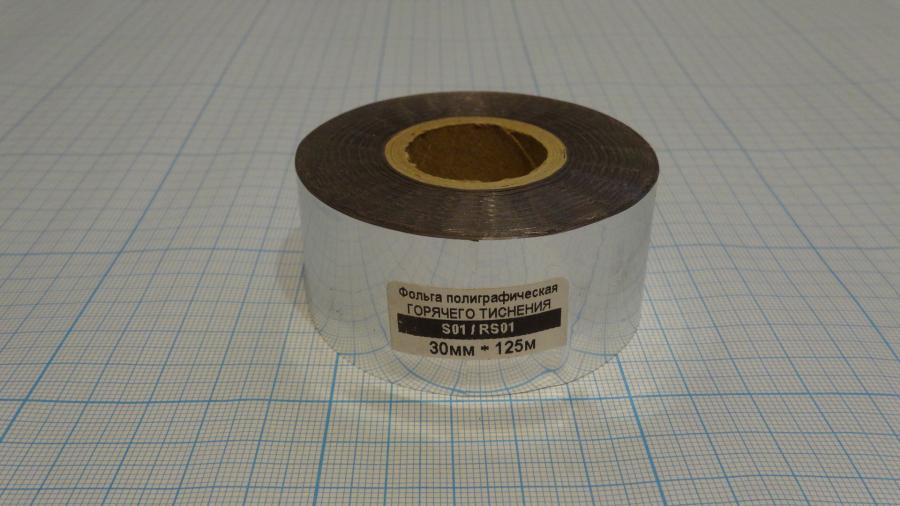 Фольга полиграфическая
ГОРЯЧЕГО ТИСНЕНИЯ
S01 / RS01
30мм * 125м